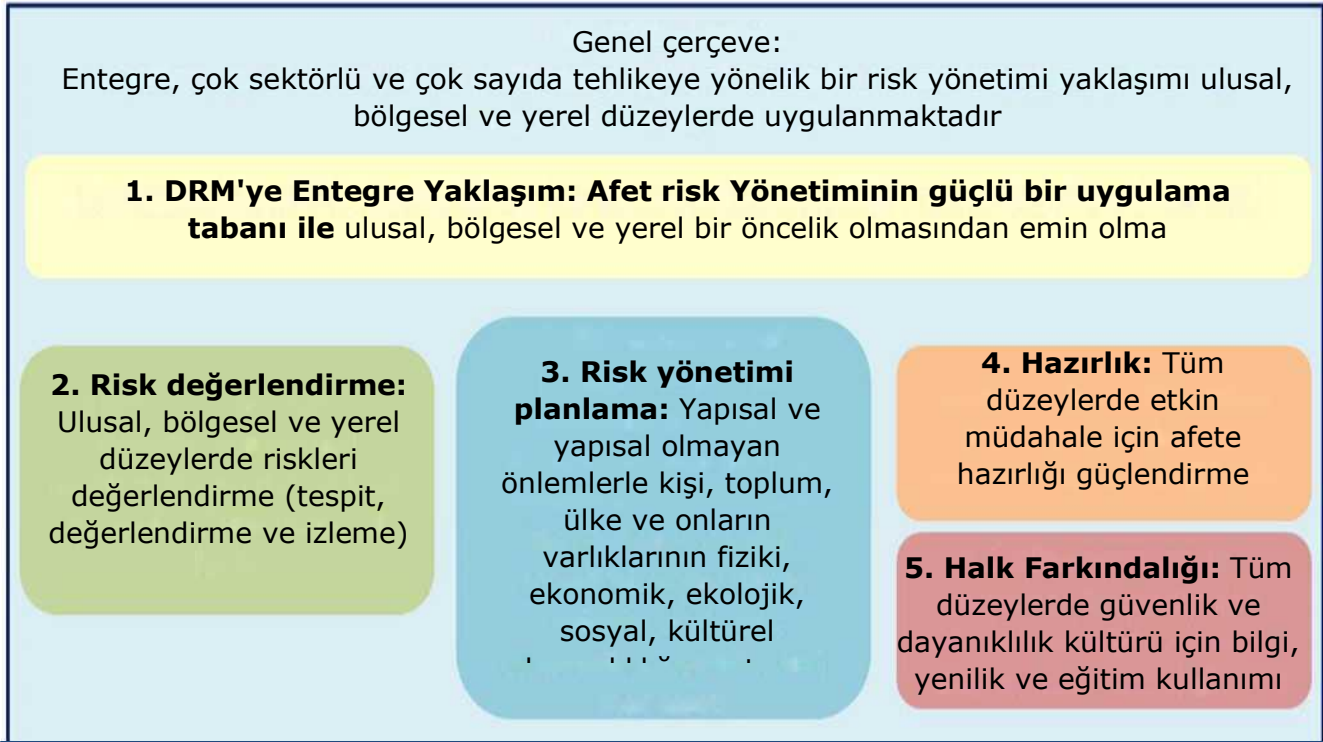 Genel çerçeve:
Entegre, çok sektörlü ve çok sayıda tehlikeye yönelik bir risk yönetimi yaklaşımı ulusal,
bölgesel ve yerel düzeylerde uygulanmaktadır
1. DRM'ye Entegre Yaklaşım: Afet risk Yönetiminin güçlü bir uygulama
tabanı ile ulusal, bölgesel ve yerel bir öncelik olmasından emin olma
2. Risk değerlendirme:
Ulusal, bölgesel ve yerel
düzeylerde riskleri
değerlendirme (tespit,
değerlendirme ve izleme)
3. Risk yönetimi
planlama: Yapısal ve
yapısal olmayan
önlemlerle kişi, toplum,
ülke ve onların
varlıklarının fiziki,
ekonomik, ekolojik,
sosyal, kültürel
4. Hazırlık: Tüm
düzeylerde etkin
müdahale için afete
hazırlığı güçlendirme
5. Halk Farkındalığı: Tüm
düzeylerde güvenlik ve
dayanıklılık kültürü için bilgi,
yenilik ve eğitim kullanımı